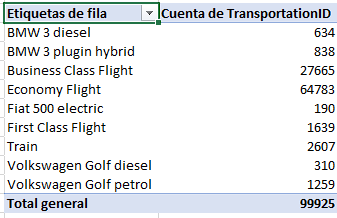 Etiquetas de fila Cuenta de TransportationID
BMW 3 diesel 634
BMW 3 plugin hybrid 838
Business Class Flight 27665
Economy Flight 64783
Fiat 500 electric 190
First Class Flight 1639
Train 2607
Volkswagen Golf diesel 310
Volkswagen Golf petrol 1259
Total general 99925